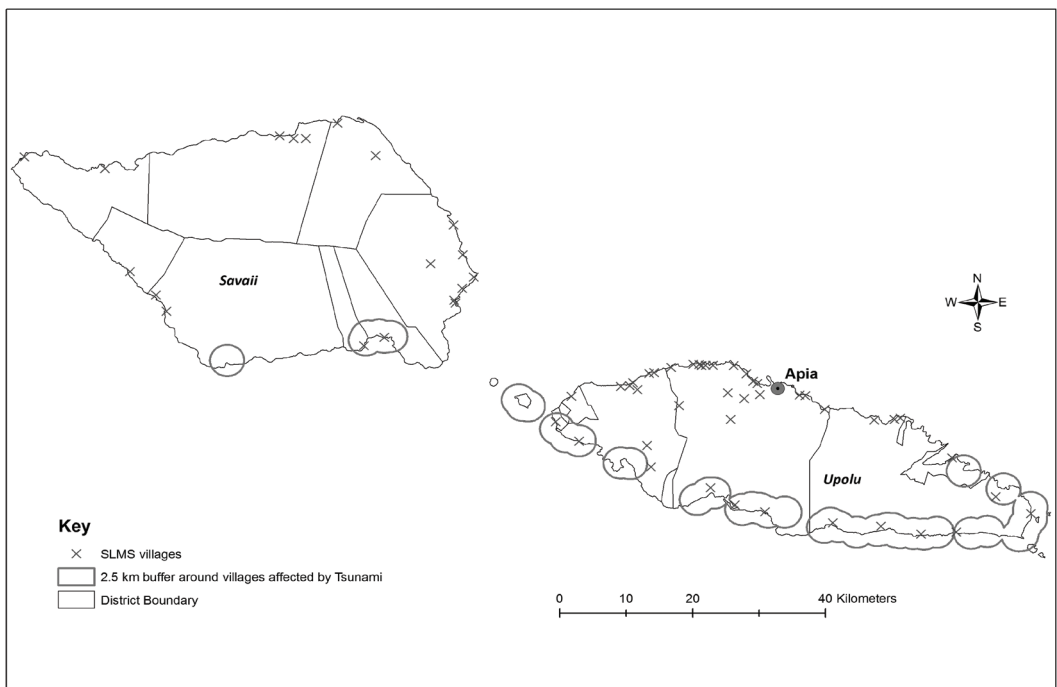 Savaii
N
W E
S
Apia
Upolu
Key
SLMS villages
2.5 km buffer around villages affected by Tsunami
District Boundary
0 10 20 40 Kilometers